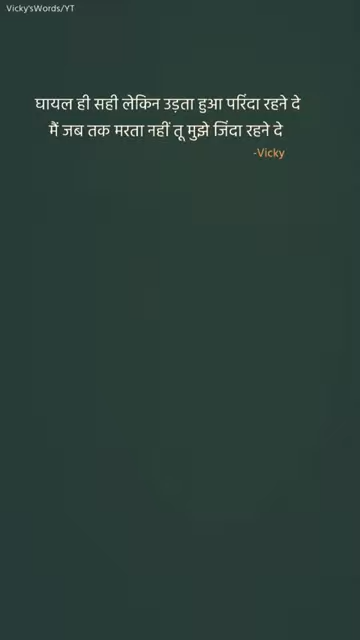 Vicky'sWords/YT
घायल ही सही लेकिन उड़ता हुआ परिंदा रहने दे
मैं जब तक मरता नहीं तू मुझे जिंदा रहने दे
-Vicky